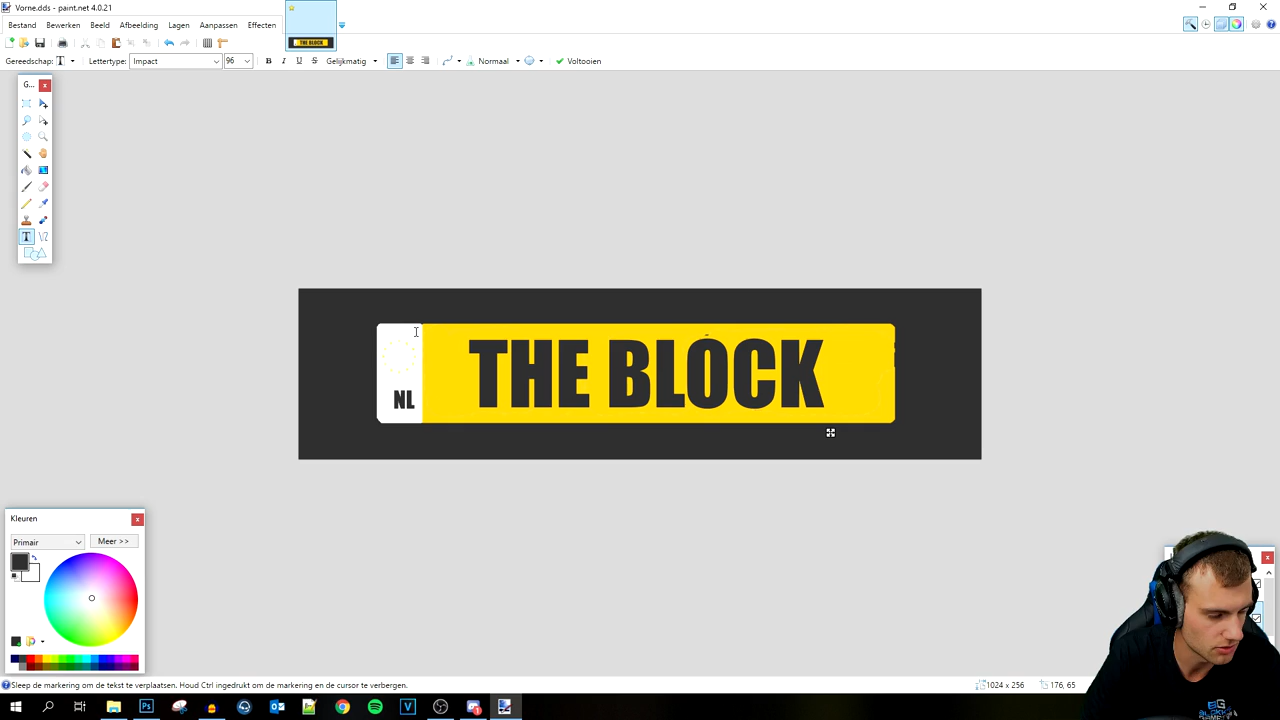 Vorne.dds - paint.net 4.0.21
Bestand Bewerken Beeld Afbeelding Lagen Aanpassen Effecten
THE BLOCK
Gereedschap: T Lettertype: Impact 96 B I U S Gelijkmatig Normaal Voltooien
G...
T
THE BLOCK
NL
Kleuren
Primair Meer >>
Sleep de markering om de tekst te verplaatsen. Houd Ctrl ingedrukt om de markering en de cursor te verbergen. 1024 x 256 176, 65